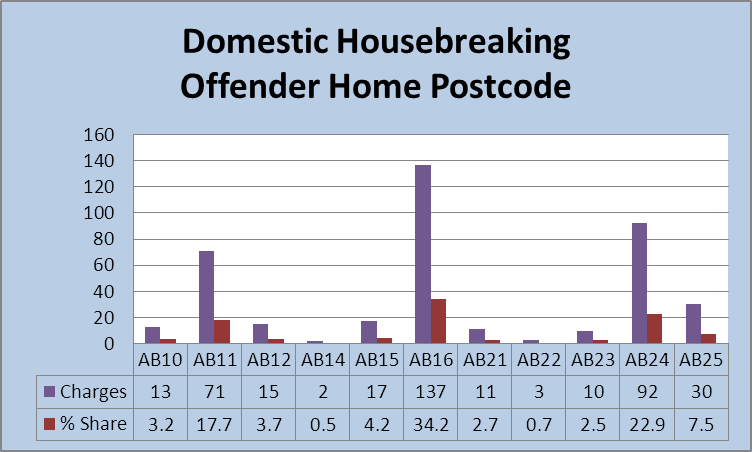 Domestic Housebreaking
Offender Home Postcode
160
140
120
100
80
60
40
20
0
AB10 AB11 AB12 AB14 AB15 AB16 AB21 AB22 AB23 AB24 AB25
Charges 13 71 15 2 17 137 11 3 10 92 30
% Share 3.2 17.7 3.7 0.5 4.2 34.2 2.7 0.7 2.5 22.9 7.5